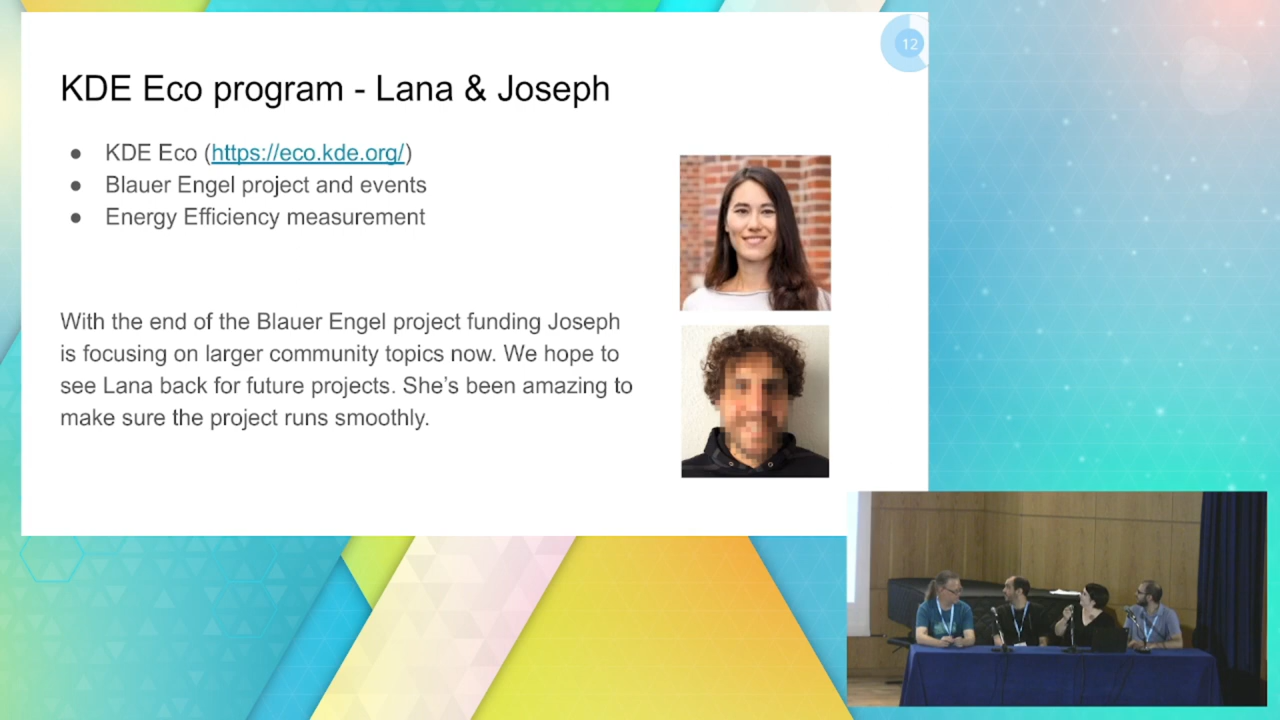 12
KDE Eco program - Lana & Joseph
● KDE Eco (https://eco.kde.org/)
● Blauer Engel project and events
● Energy Efficiency measurement
With the end of the Blauer Engel project funding Joseph
is focusing on larger community topics now. We hope to
see Lana back for future projects. She's been amazing to
make sure the project runs smoothly.